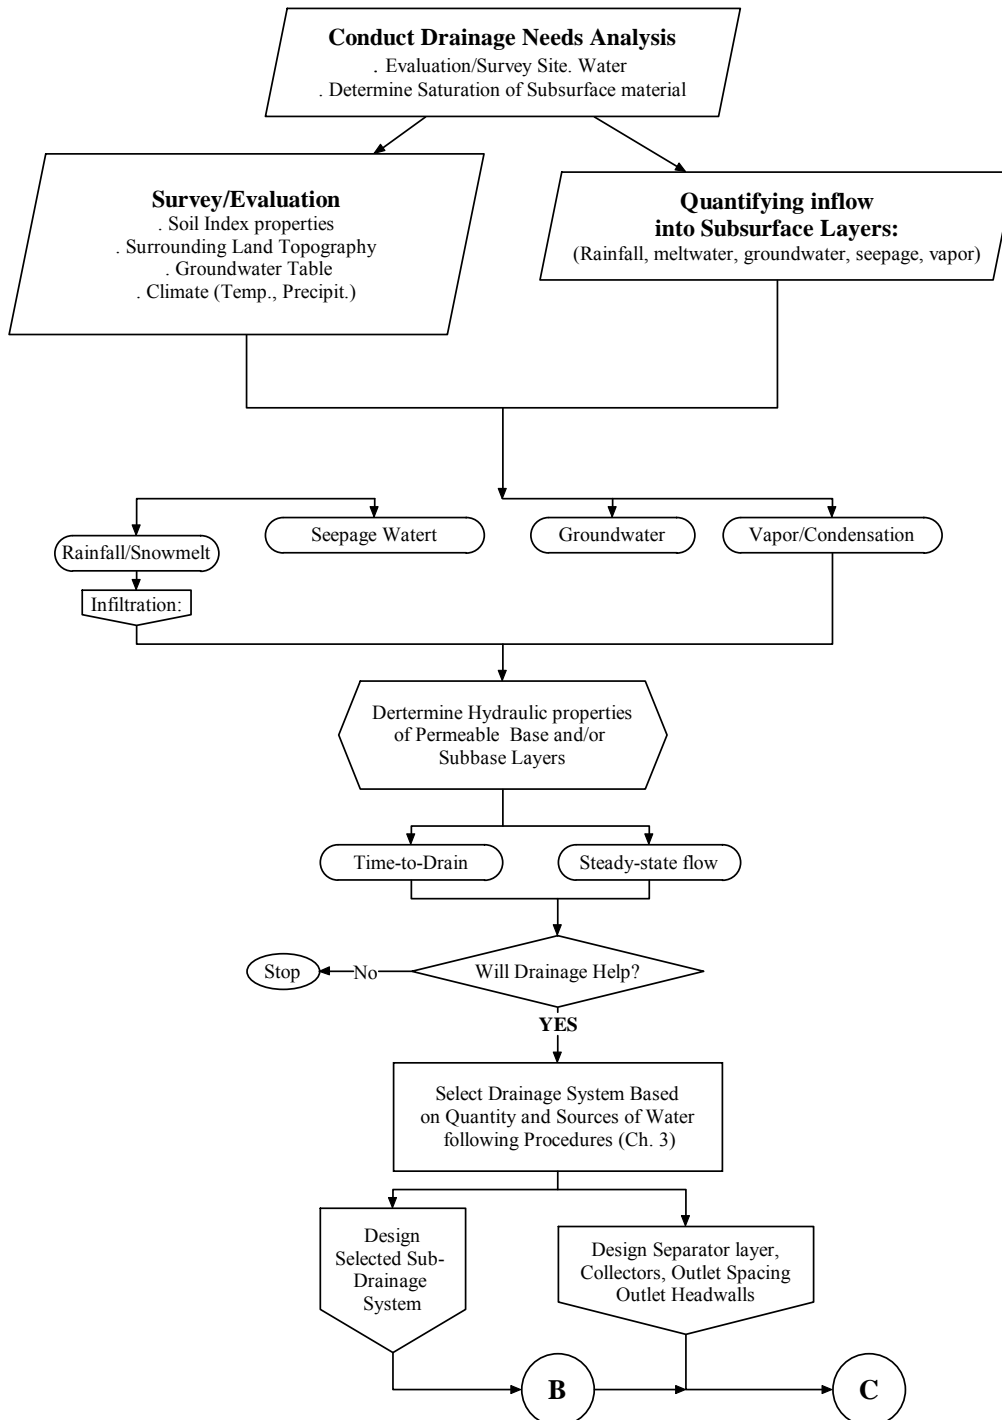 Conduct Drainage Needs Analysis
. Evaluation/Survey Site. Water
. Determine Saturation of Subsurface material
Survey/Evaluation
. Soil Index properties
. Surrounding Land Topography
. Groundwater Table
. Climate (Temp., Precipit.)
Quantifying inflow
into Subsurface Layers:
(Rainfall, meltwater, groundwater, seepage, vapor)
Rainfall/Snowmelt
Seepage Watert
Groundwater
Vapor/Condensation
Infiltration:
Dertermine Hydraulic properties
of Permeable Base and/or
Subbase Layers
Time-to-Drain
Steady-state flow
Will Drainage Help?
No
Stop
YES
Select Drainage System Based
on Quantity and Sources of Water
following Procedures (Ch. 3)
Design
Selected Sub-
Drainage
System
Design Separator layer,
Collectors, Outlet Spacing
Outlet Headwalls
B
C